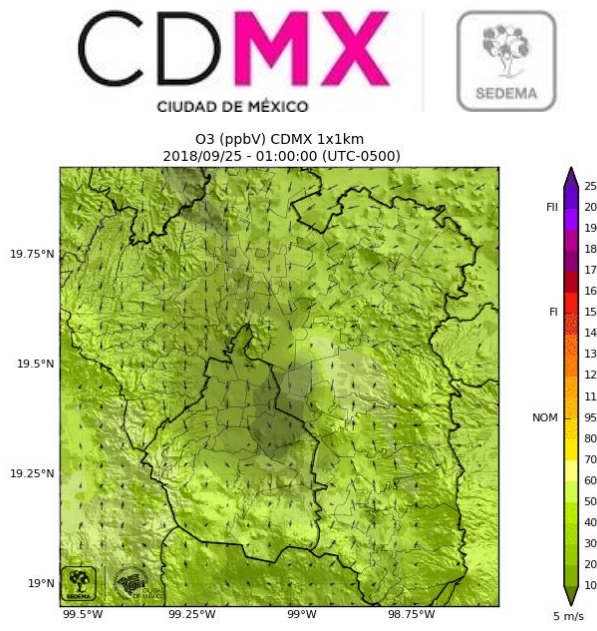 CDMX
CIUDAD DE MÉXICO
SEDEMA
O3 (ppbV) CDMX 1x1km
2018/09/25 - 01:00:00 (UTC-0500)
19.75°N
19.5°N
19.25°N
19°N
99.5°W
99.25°W
99°W
98.75°W
SEDEMA
FII
FI
NOM
25
20
19
18
17
16
15
14
13
12
11
95
80
70
60
50
40
30
20
10
5 m/s